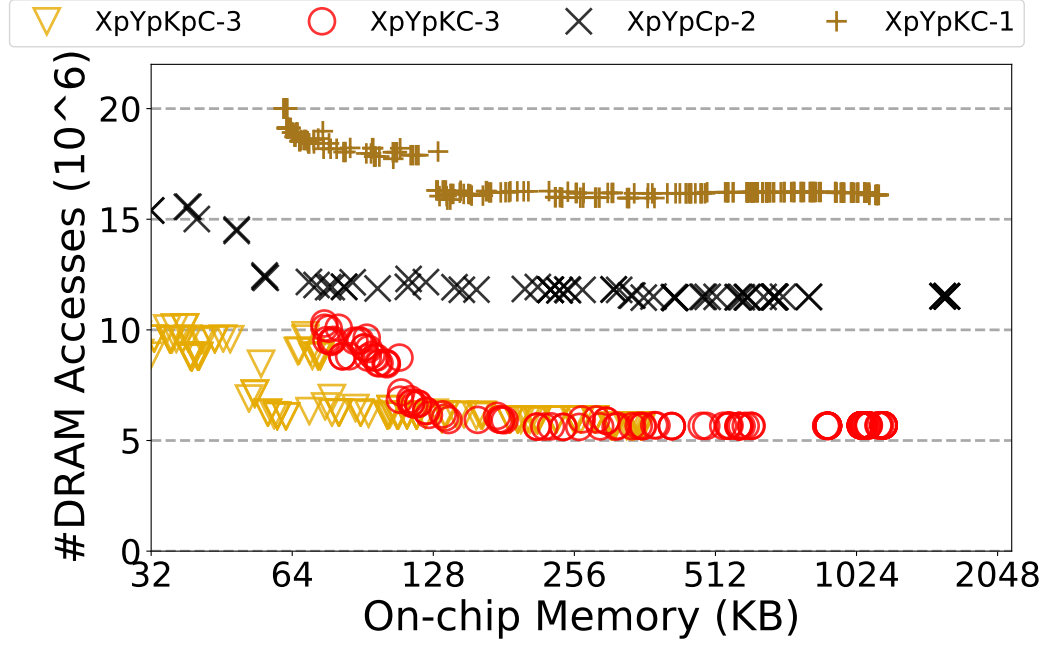 XpYpKpC-3 XpYpKC-3 XpYpCp-2 XpYpKC-1
#DRAM Accesses (10^6)
20
15
10
5
0
32 64 128 256 512 1024 2048
On-chip Memory (KB)